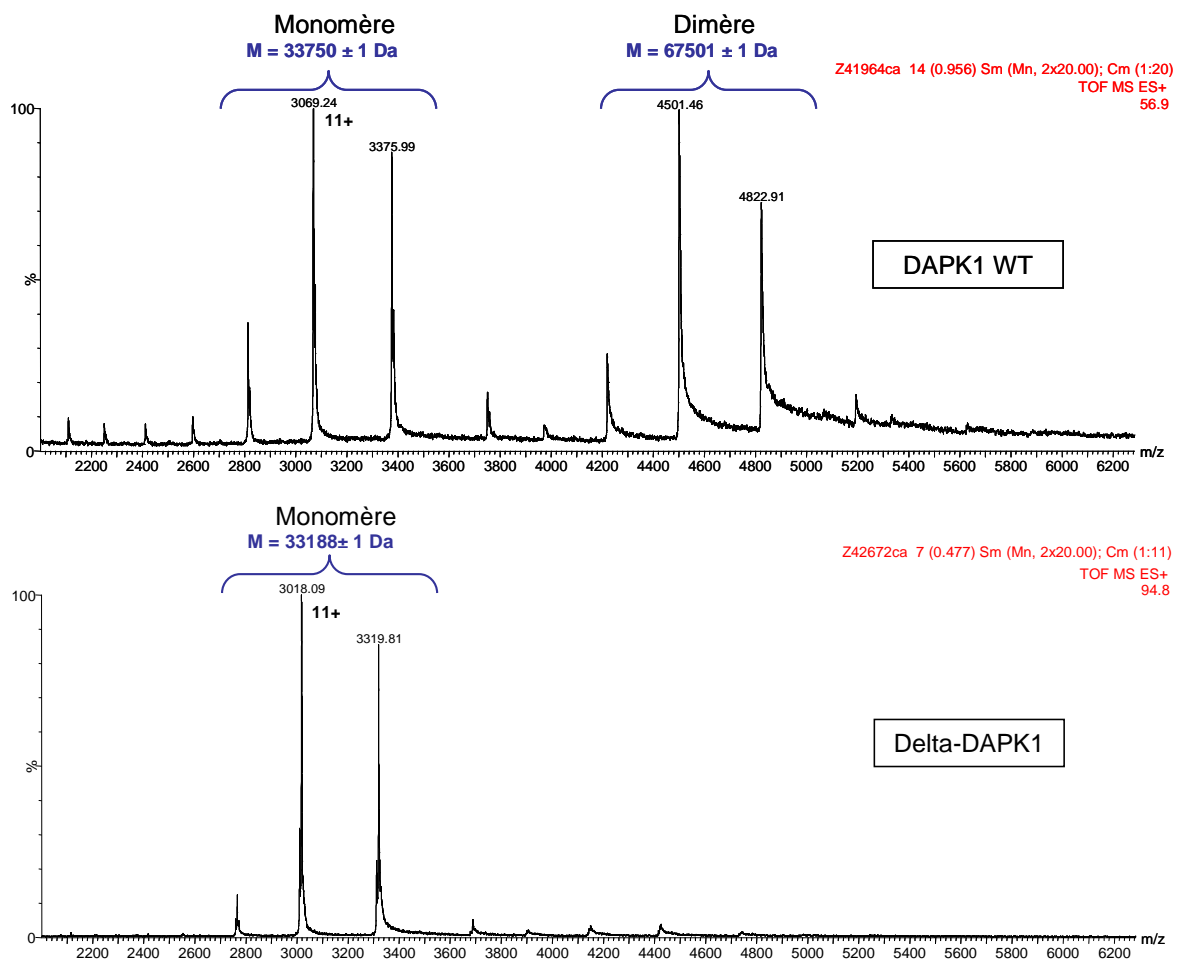 Monomère
M = 33750 ± 1 Da
Dimère
M = 67501 ± 1 Da
Z41964ca 14 (0.956) Sm (Mn, 2x20.00); Cm (1:20)
TOF MS ES+
56.9
100
3069.24
11+
3375.99
4501.46
4822.91
%
DAPK1 WT
0
2200 2400 2600 2800 3000 3200 3400 3600 3800 4000 4200 4400 4600 4800 5000 5200 5400 5600 5800 6000 6200 m/z
Monomère
M = 33188± 1 Da
Z42672ca 7 (0.477) Sm (Mn, 2x20.00); Cm (1:11)
TOF MS ES+
94.8
100
3018.09
11+
3319.81
%
Delta-DAPK1
0
2200 2400 2600 2800 3000 3200 3400 3600 3800 4000 4200 4400 4600 4800 5000 5200 5400 5600 5800 6000 6200 m/z